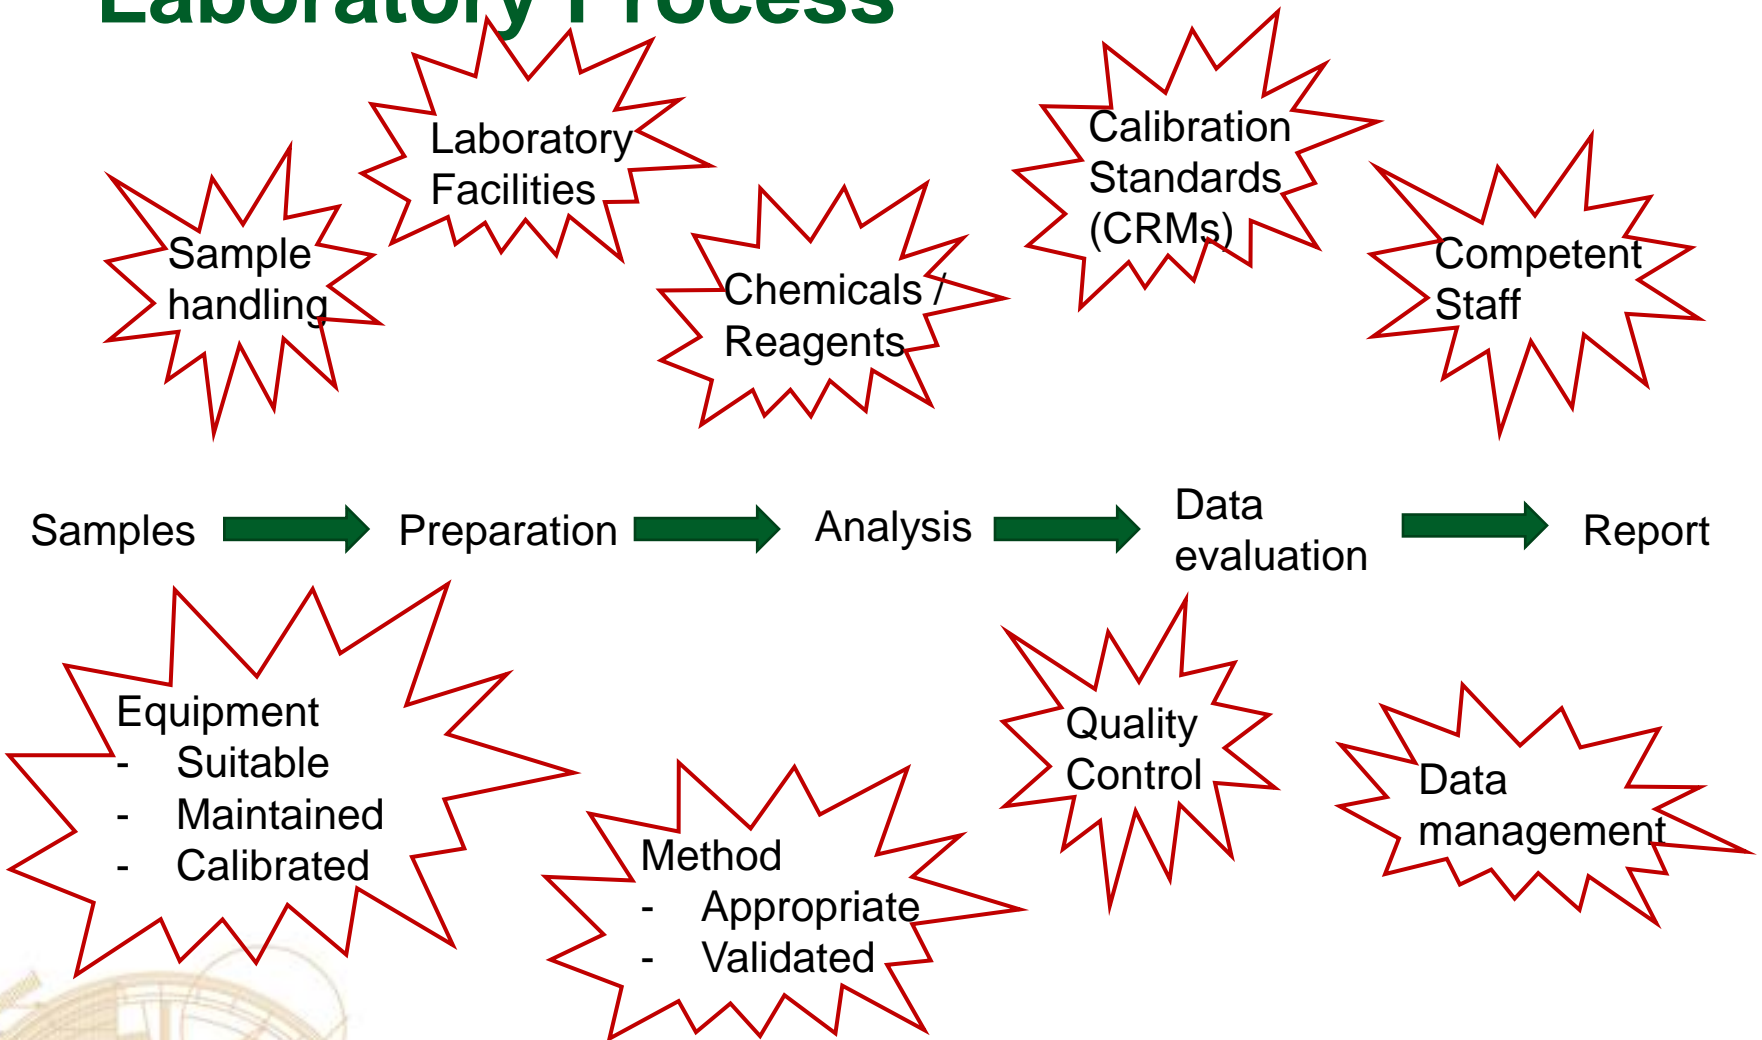 Laboratory Process
Laboratory
Facilities
Calibration
Standards
(CRMs)
Sample
handling
Chemicals /
Reagents
Competent
Staff
Samples
Preparation
Analysis
Data
evaluation
Report
Equipment
- Suitable
- Maintained
- Calibrated
Method
- Appropriate
- Validated
Quality
Control
Data
management